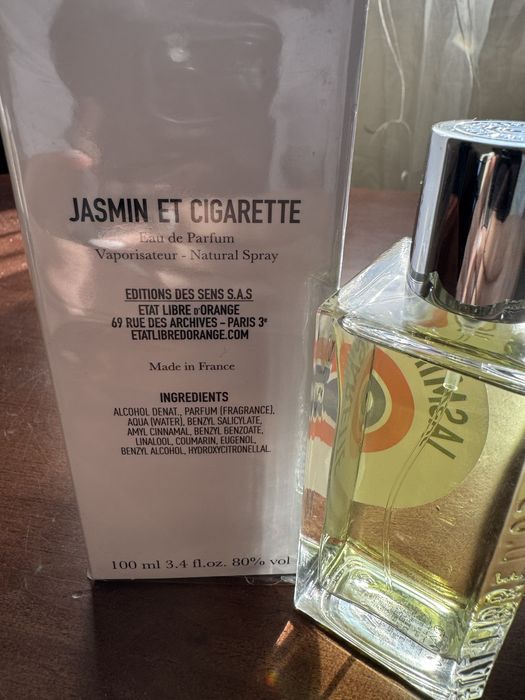 JASMIN ET CIGARETTE
Eau de Parfum
Vaporisateur - Natural Spray
EDITIONS DES SENS S.A.S
ETAT LIBRE D'ORANGE
69 RUE DES ARCHIVES – PARIS 3e
ETATLIBREDORANGE.COM
Made in France
INGREDIENTS
ALCOHOL DENAT., PARFUM (FRAGRANCE),
AQUA (WATER), BENZYL SALICYLATE,
AMYL CINNAMAL, BENZYL BENZOATE,
LINALOOL, COUMARIN, EUGENOL,
BENZYL ALCOHOL, HYDROXYCITRONELLAL.
100 ml 3.4 fl.oz. 80% vol